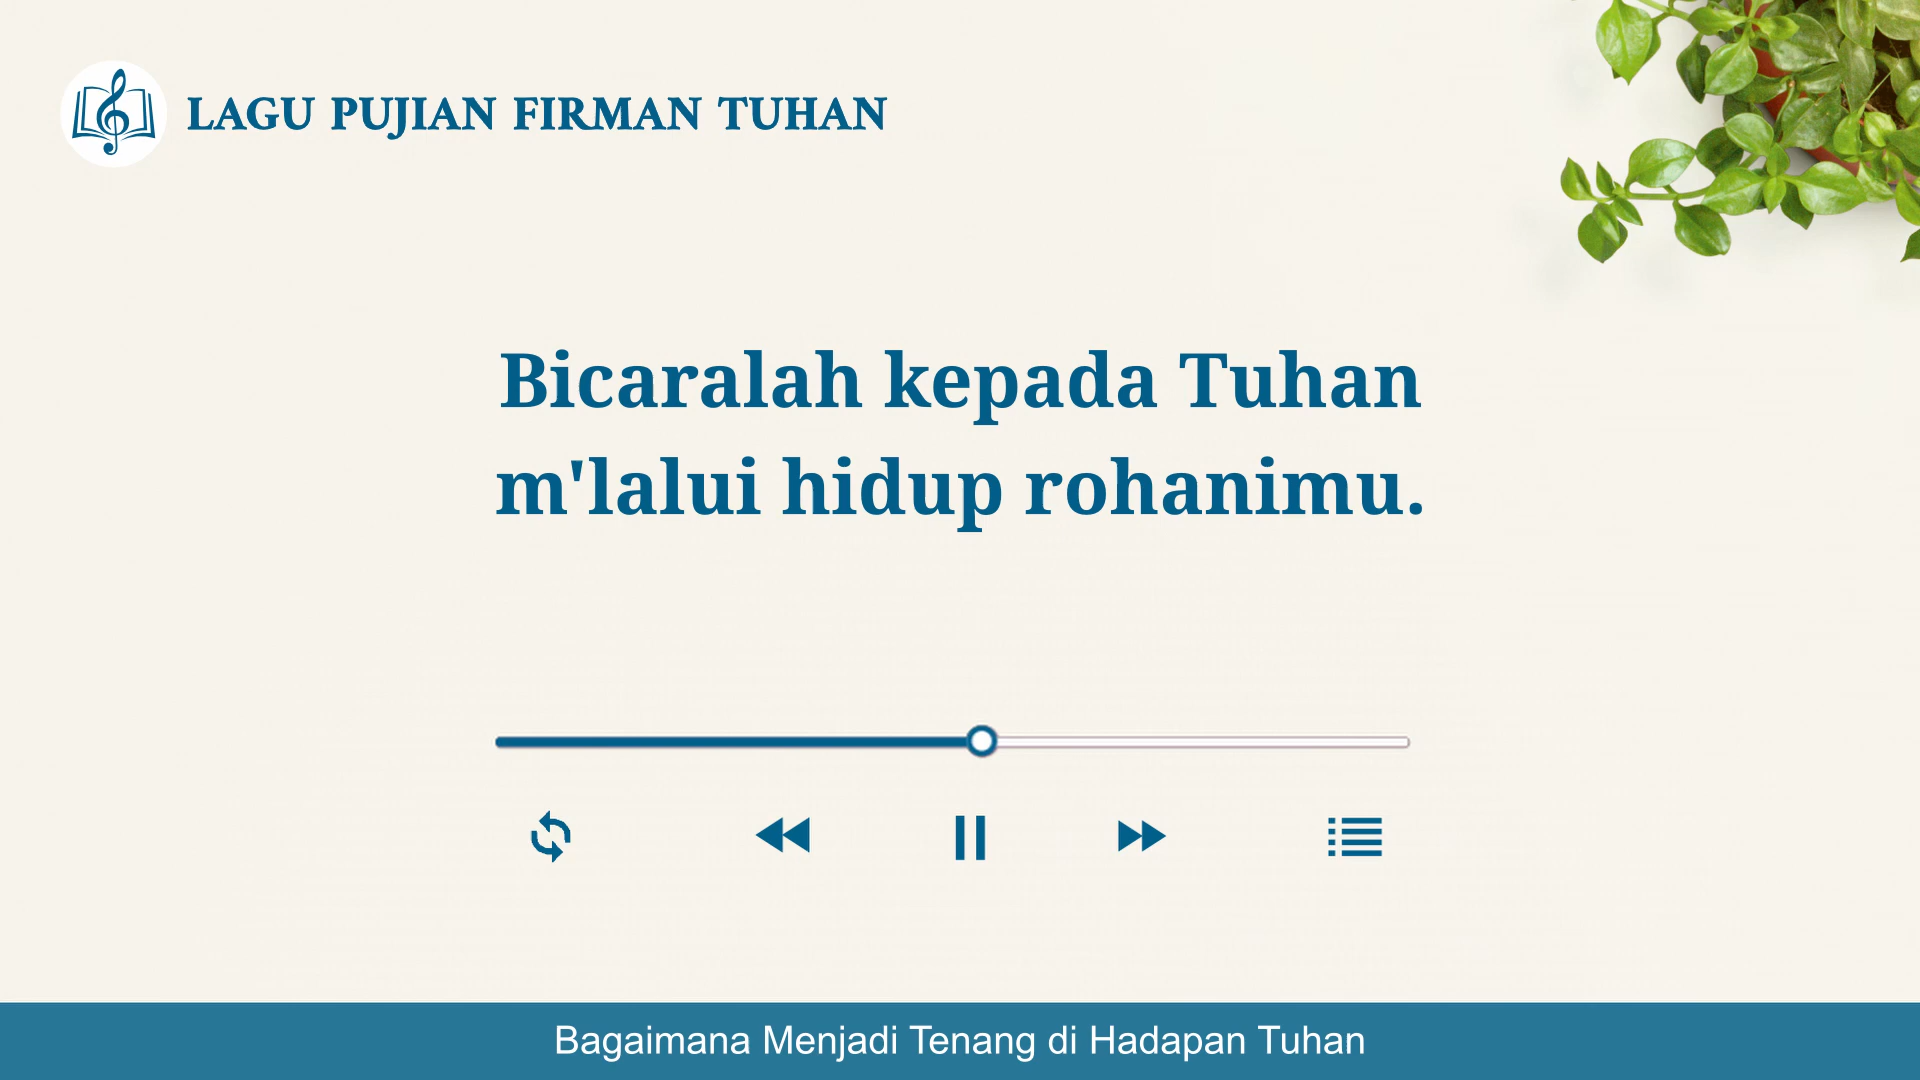 LAGU PUJIAN FIRMAN TUHAN
Bicaralah kepada Tuhan
m'lalui hidup rohanimu.
Bagaimana Menjadi Tenang di Hadapan Tuhan